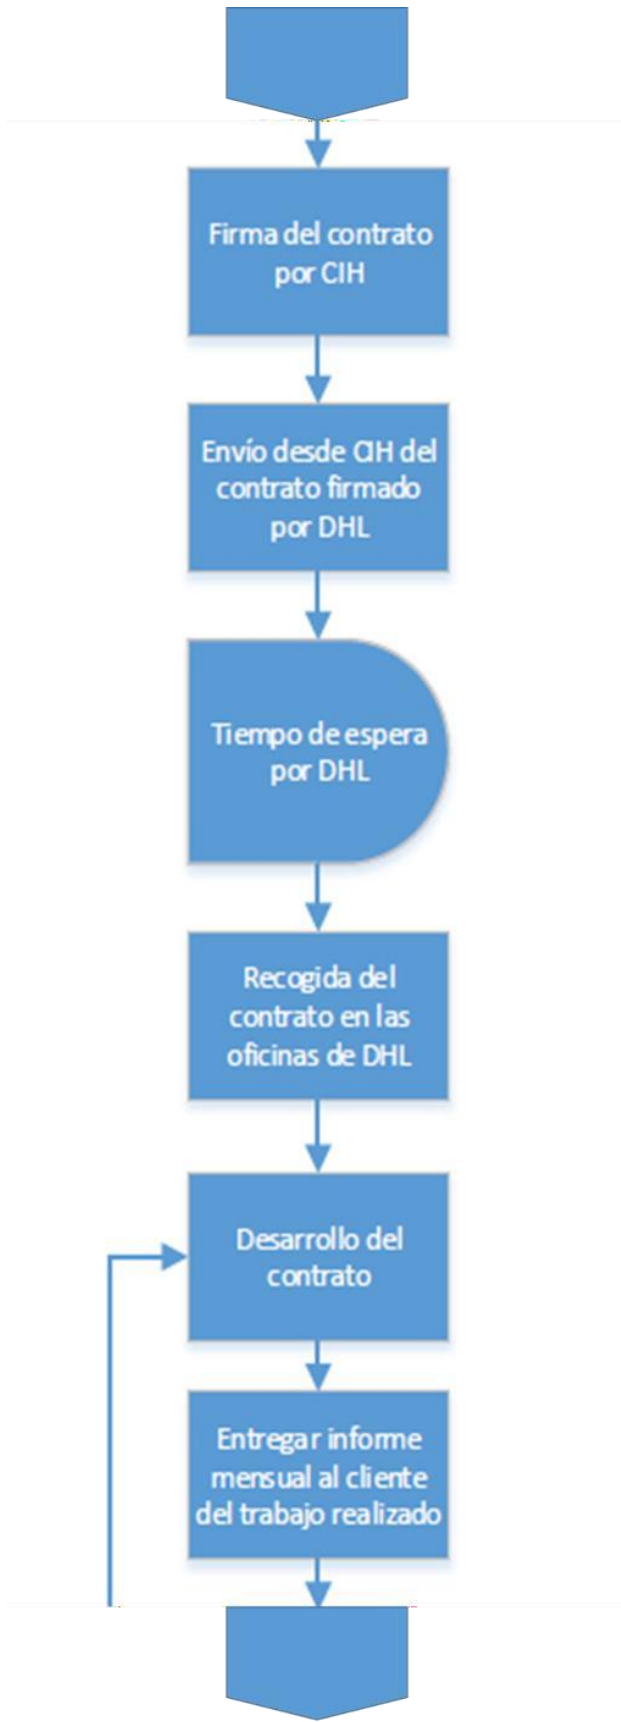 Firma del contrato
por CIH
Envío desde CIH del
contrato firmado
por DHL
Tiempo de espera
por DHL
Recogida del
contrato en las
oficinas de DHL
Desarrollo del
contrato
Entregar informe
mensual al cliente
del trabajo realizado